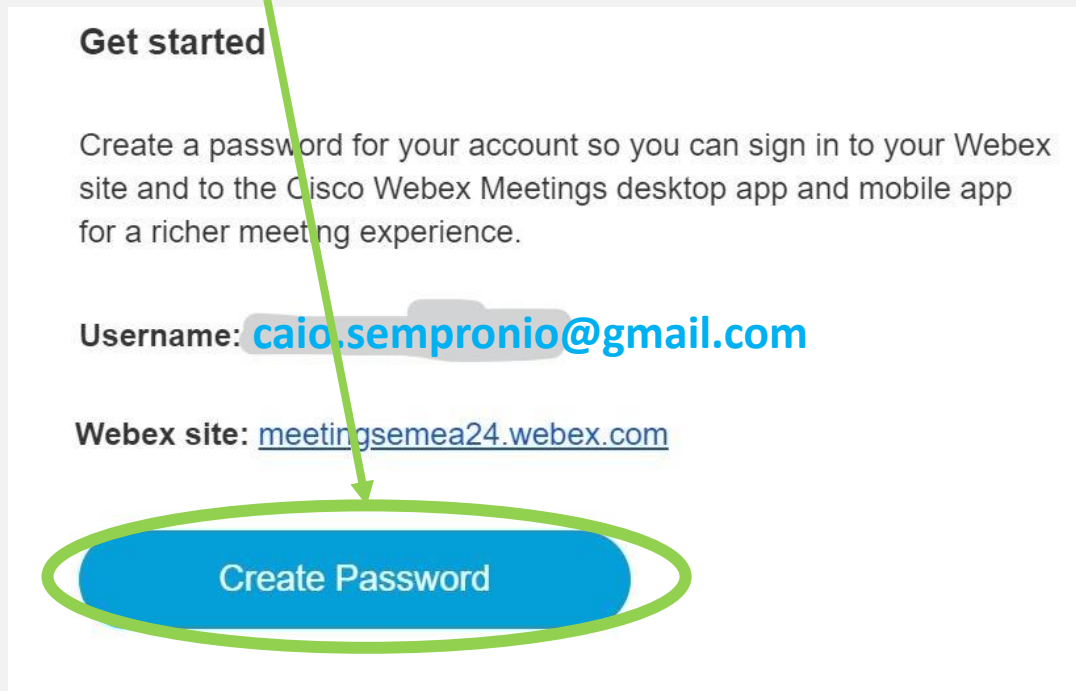 Get started
Create a password for your account so you can sign in to your Webex
site and to the Cisco Webex Meetings desktop app and mobile app
for a richer meeting experience.
Username: caio.sempronio@gmail.com
Webex site: meetingsemea24.webex.com
Create Password